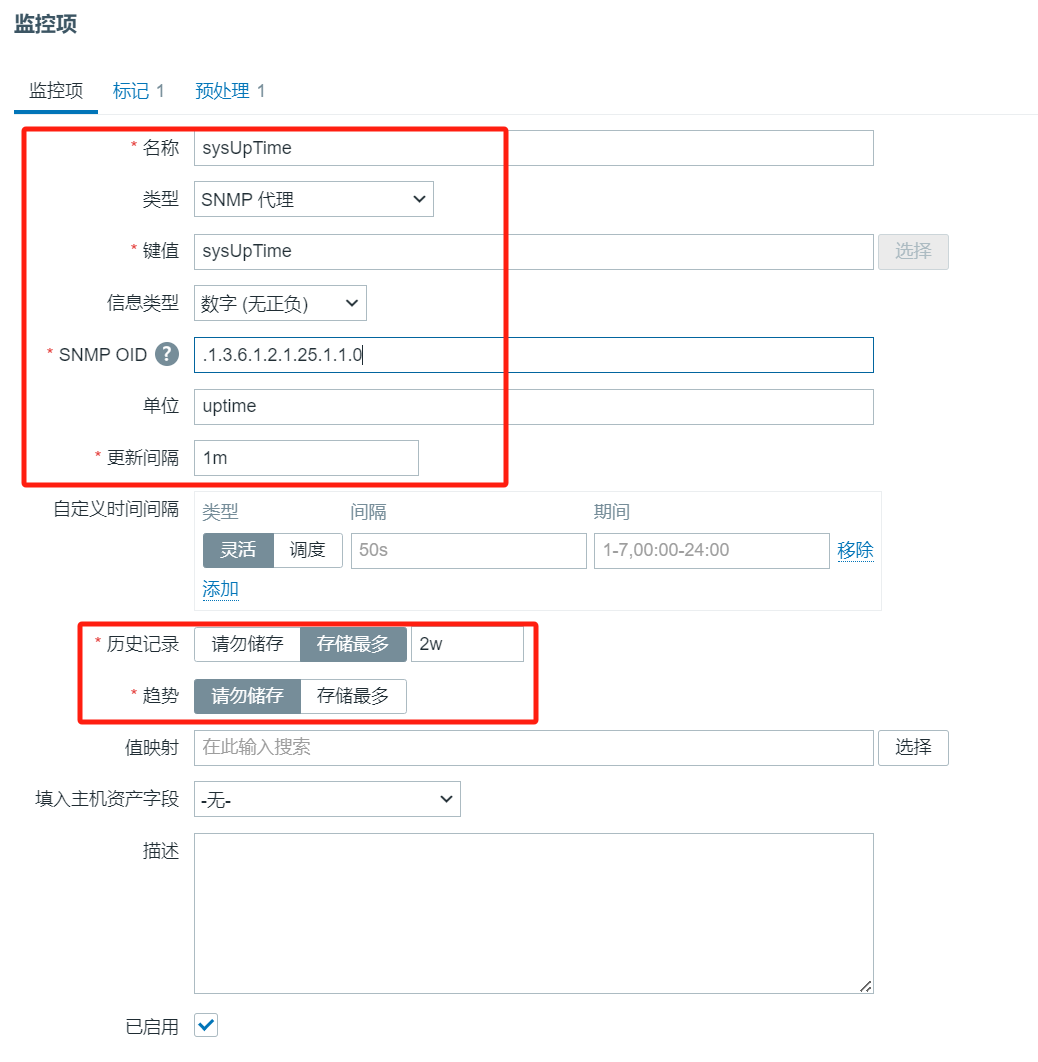 监控项
监控项 标记 1 预处理 1
* 名称 sysUpTime
类型 SNMP 代理
* 键值 sysUpTime 选择
信息类型 数字 (无正负)
* SNMP OID ? .1.3.6.1.2.1.25.1.1.0
单位 uptime
* 更新间隔 1m
自定义时间间隔 类型 间隔 期间
灵活 调度 50s 1-7,00:00-24:00 移除
添加
* 历史记录 请勿储存 存储最多 2w
* 趋势 请勿储存 存储最多
值映射 在此输入搜索 选择
填入主机资产字段 -无-
描述
已启用